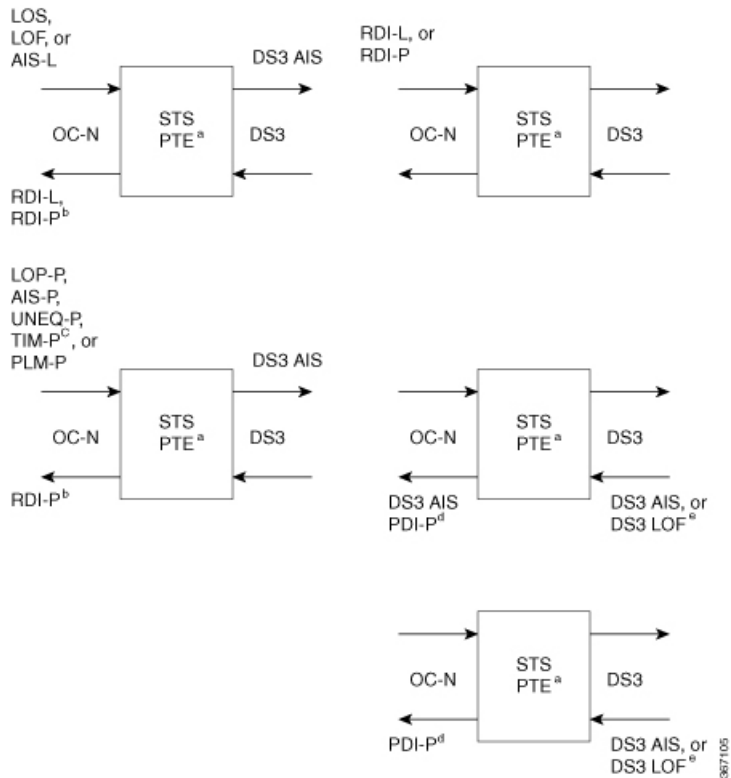 LOS,
LOF, or
AIS-L
DS3 AIS
OC-N
STS
PTE a
DS3
RDI-L,
RDI-P b
RDI-L, or
RDI-P
OC-N
STS
PTE a
DS3
LOP-P,
AIS-P,
UNEQ-P,
TIM-P C, or
PLM-P
DS3 AIS
OC-N
STS
PTE a
DS3
RDI-P b
OC-N
STS
PTE a
DS3
DS3 AIS
PDI-P d
DS3 AIS, or
DS3 LOF e
OC-N
STS
PTE a
DS3
PDI-P d
DS3 AIS, or
DS3 LOF e
367105